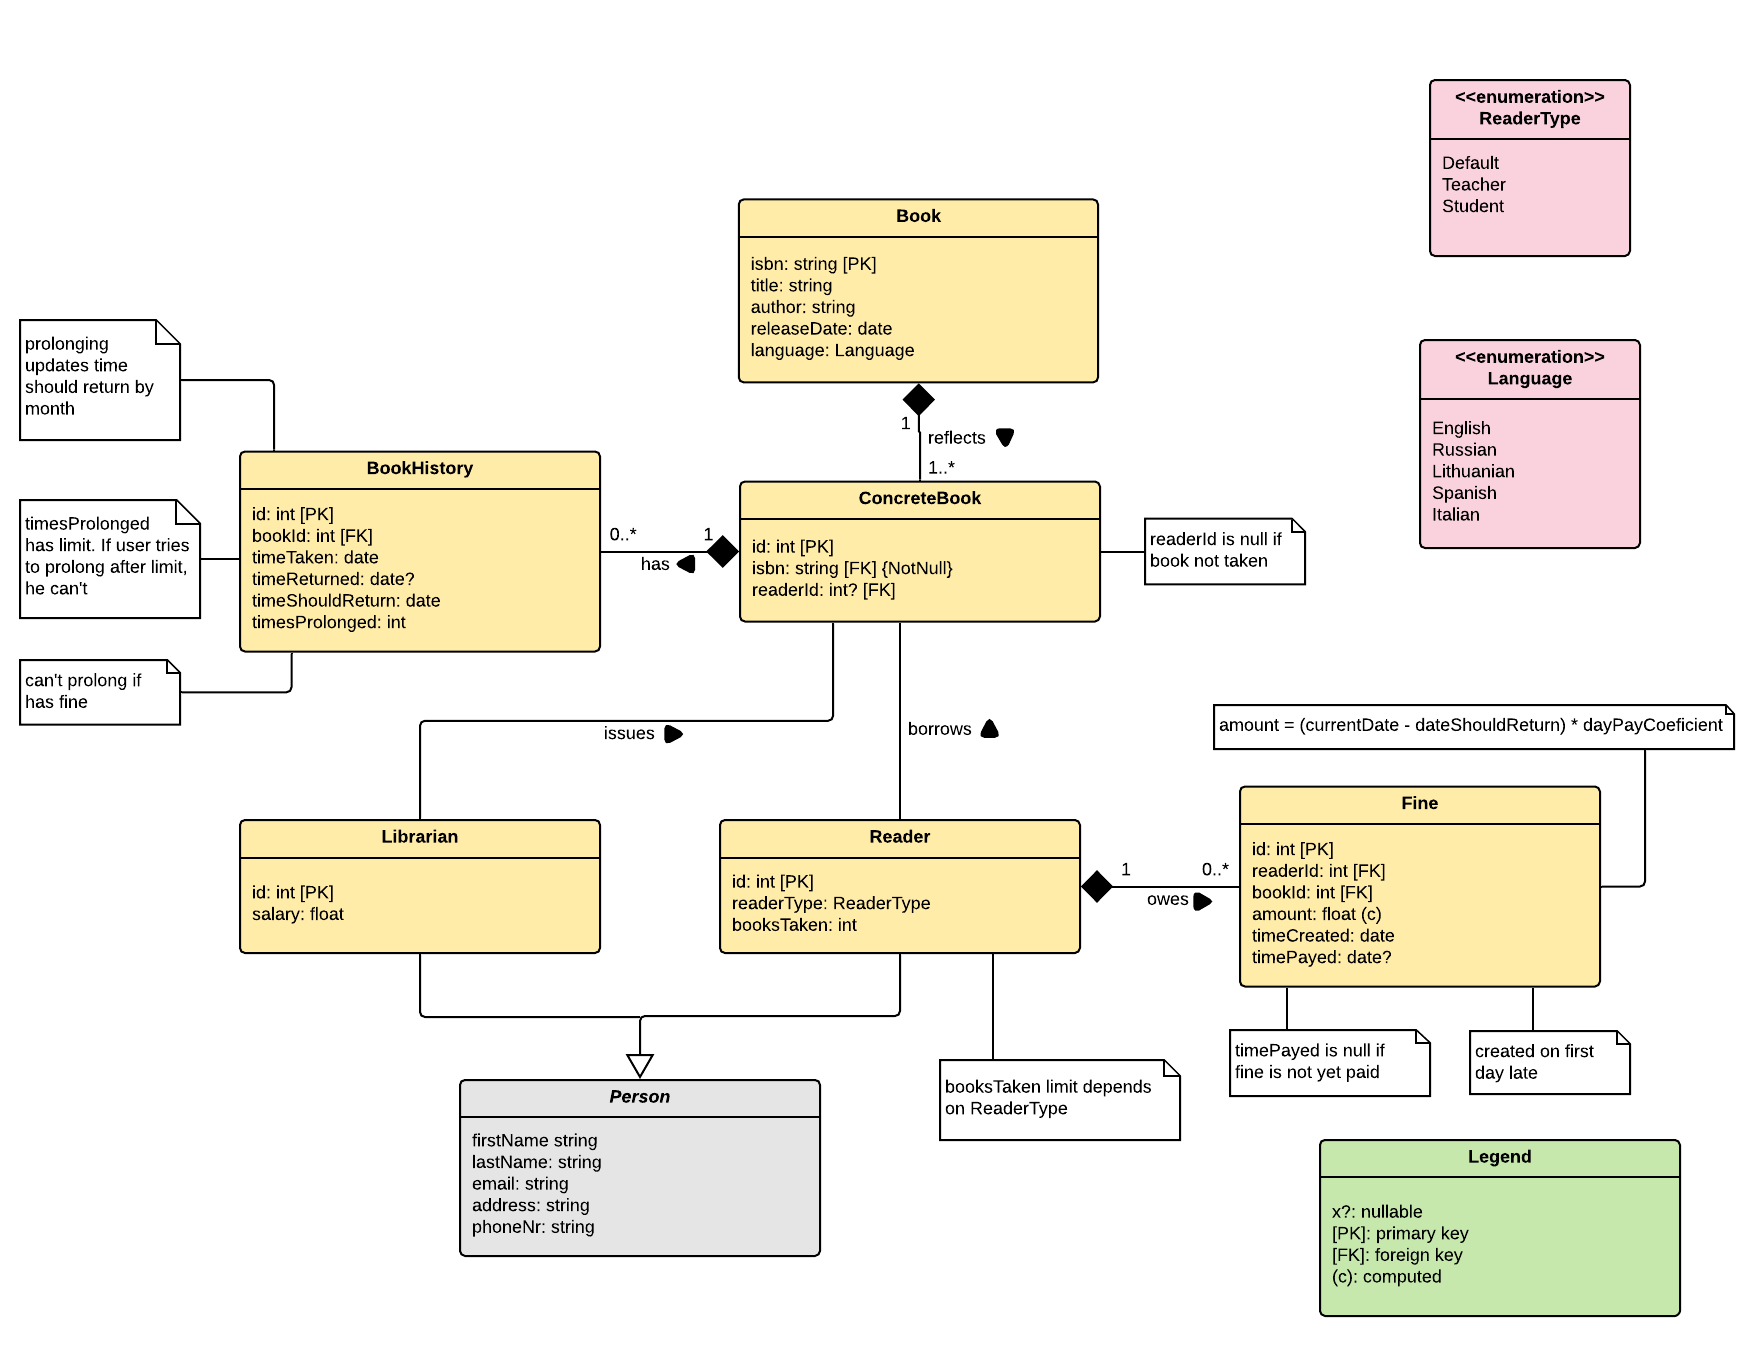 <<enumeration>>
ReaderType
Default
Teacher
Student
Book
isbn: string [PK]
title: string
author: string
releaseDate: date
language: Language
prolonging
updates time
should return by
month
<<enumeration>>
Language
English
Russian
Lithuanian
Spanish
Italian
1
reflects
1..*
BookHistory
id: int [PK]
bookId: int [FK]
timeTaken: date
timeReturned: date?
timeShouldReturn: date
timesProlonged: int
timesProlonged
has limit. If user tries
to prolong after limit,
he can't
can't prolong if
has fine
0..*
1
has
ConcreteBook
id: int [PK]
isbn: string [FK] {NotNull}
readerId: int? [FK]
readerId is null if
book not taken
issues
borrows
amount = (currentDate - dateShouldReturn) * dayPayCoeficient
Librarian
id: int [PK]
salary: float
Reader
id: int [PK]
readerType: ReaderType
booksTaken: int
1
0..*
owes
Fine
id: int [PK]
readerId: int [FK]
bookId: int [FK]
amount: float (c)
timeCreated: date
timePayed: date?
timePayed is null if
fine is not yet paid
created on first
day late
booksTaken limit depends
on ReaderType
Person
firstName string
lastName: string
email: string
address: string
phoneNr: string
Legend
x?: nullable
[PK]: primary key
[FK]: foreign key
(c): computed